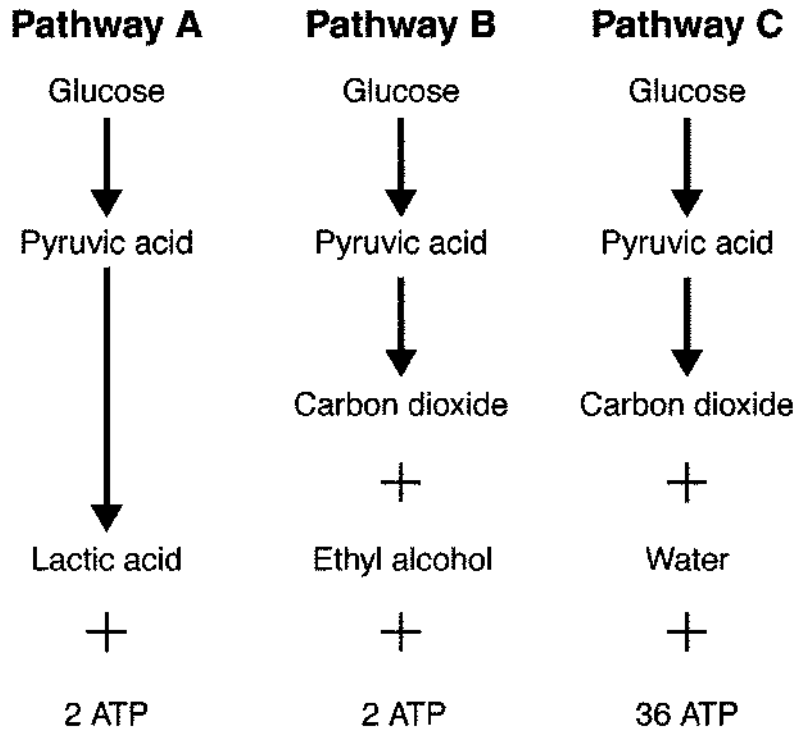 Pathway A
Glucose
Pyruvic acid
Lactic acid
+
2 ATP
Pathway B
Glucose
Pyruvic acid
Carbon dioxide
+
Ethyl alcohol
+
2 ATP
Pathway C
Glucose
Pyruvic acid
Carbon dioxide
+
Water
+
36 ATP